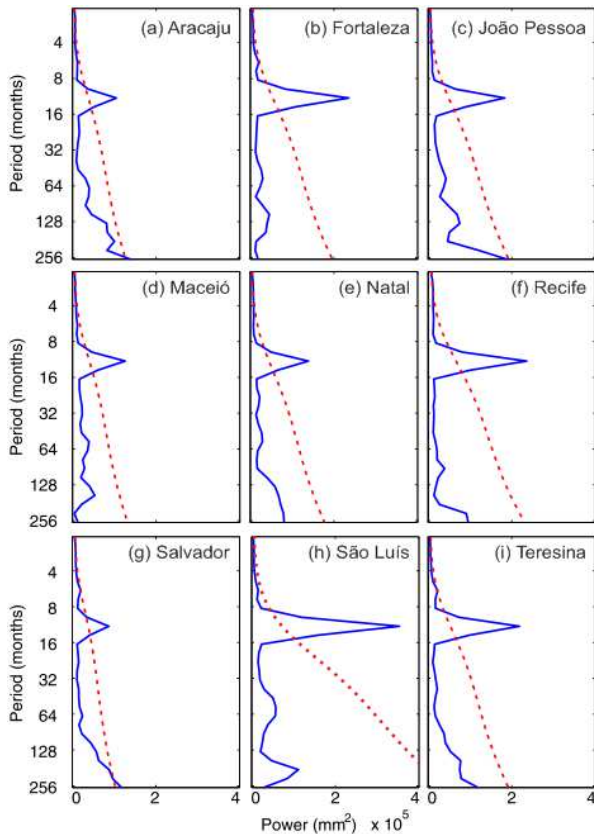 (a) Aracaju
(b) Fortaleza
(c) João Pessoa
4
8
16
32
64
128
256
Period (months)
(d) Maceió
(e) Natal
(f) Recife
4
8
16
32
64
128
256
Period (months)
(g) Salvador
(h) São Luís
(i) Teresina
4
8
16
32
64
128
256
Period (months)
0 2 4 0 2 4 0 2 4
Power (mm²) x 10⁵